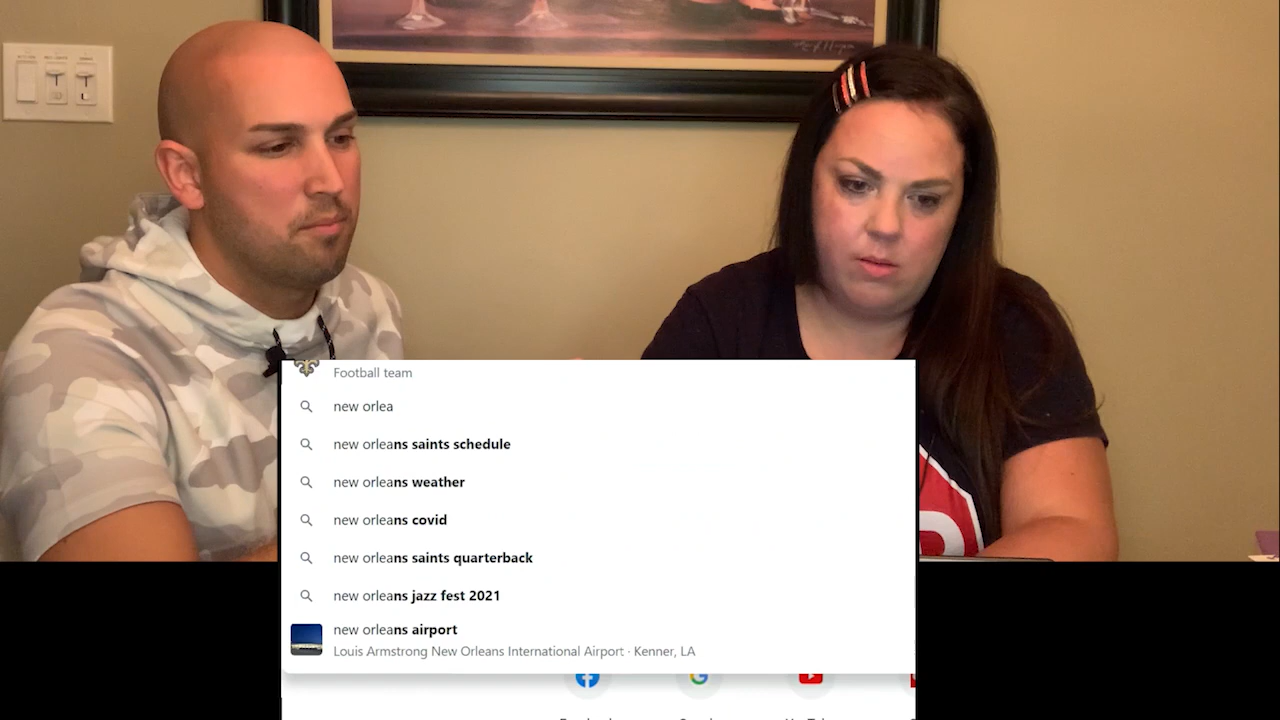 Football team
new orlea
new orleans saints schedule
new orleans weather
new orleans covid
new orleans saints quarterback
new orleans jazz fest 2021
new orleans airport
Louis Armstrong New Orleans International Airport · Kenner, LA